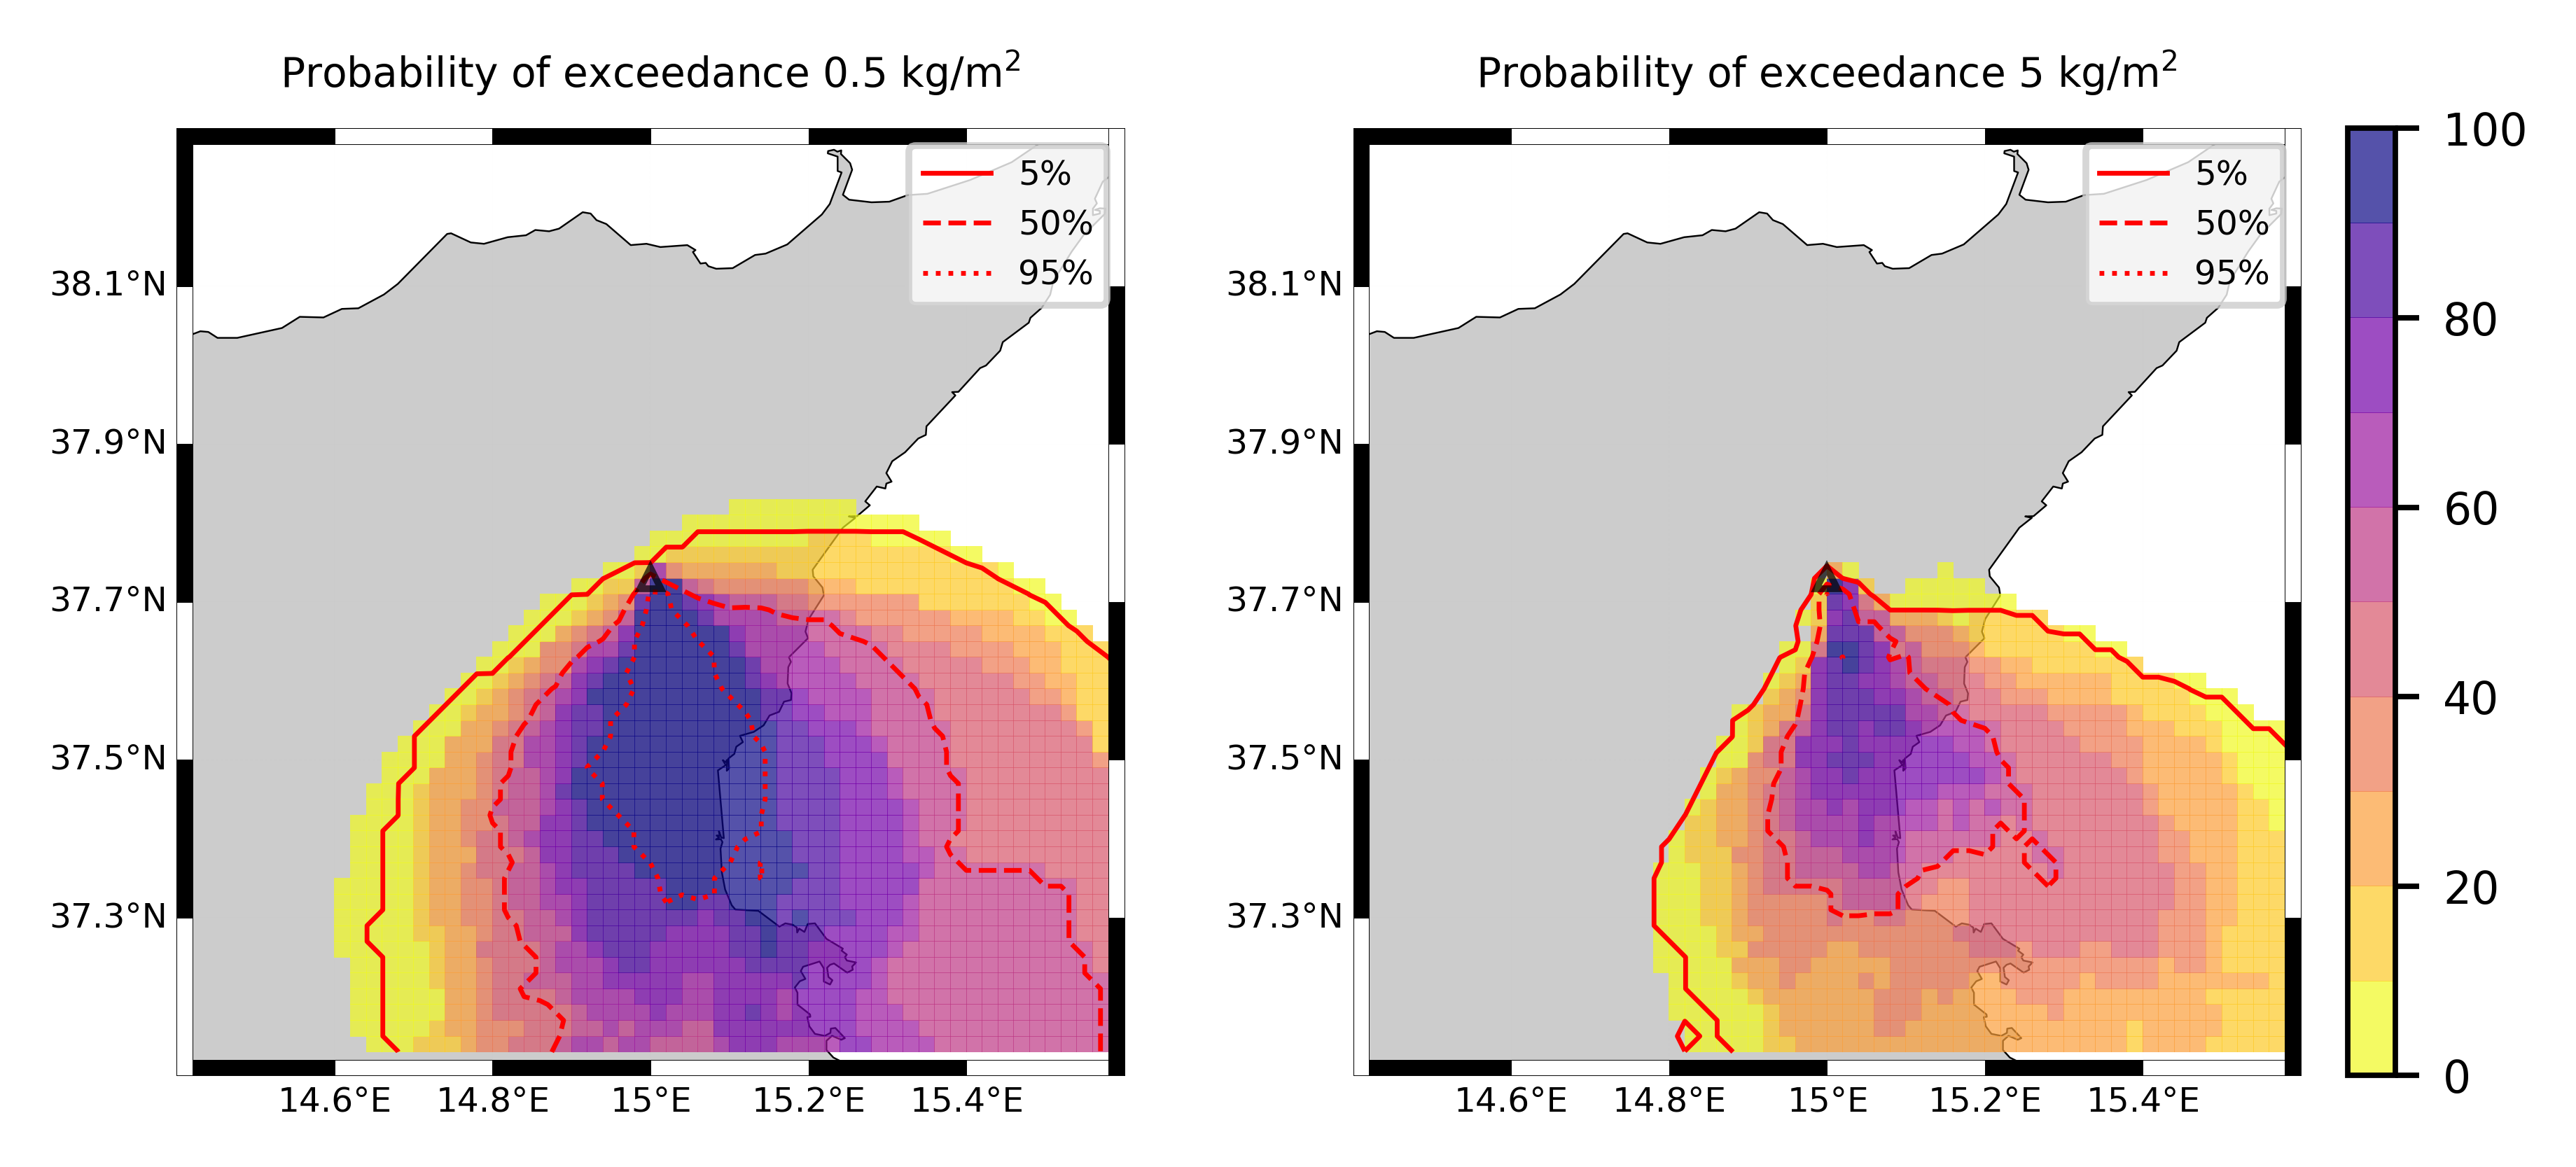 Probability of exceedance 0.5 kg/m²
5%
50%
95%
38.1°N
37.9°N
37.7°N
37.5°N
37.3°N
14.6°E
14.8°E
15°E
15.2°E
15.4°E
Probability of exceedance 5 kg/m²
5%
50%
95%
38.1°N
37.9°N
37.7°N
37.5°N
37.3°N
14.6°E
14.8°E
15°E
15.2°E
15.4°E
100
80
60
40
20
0